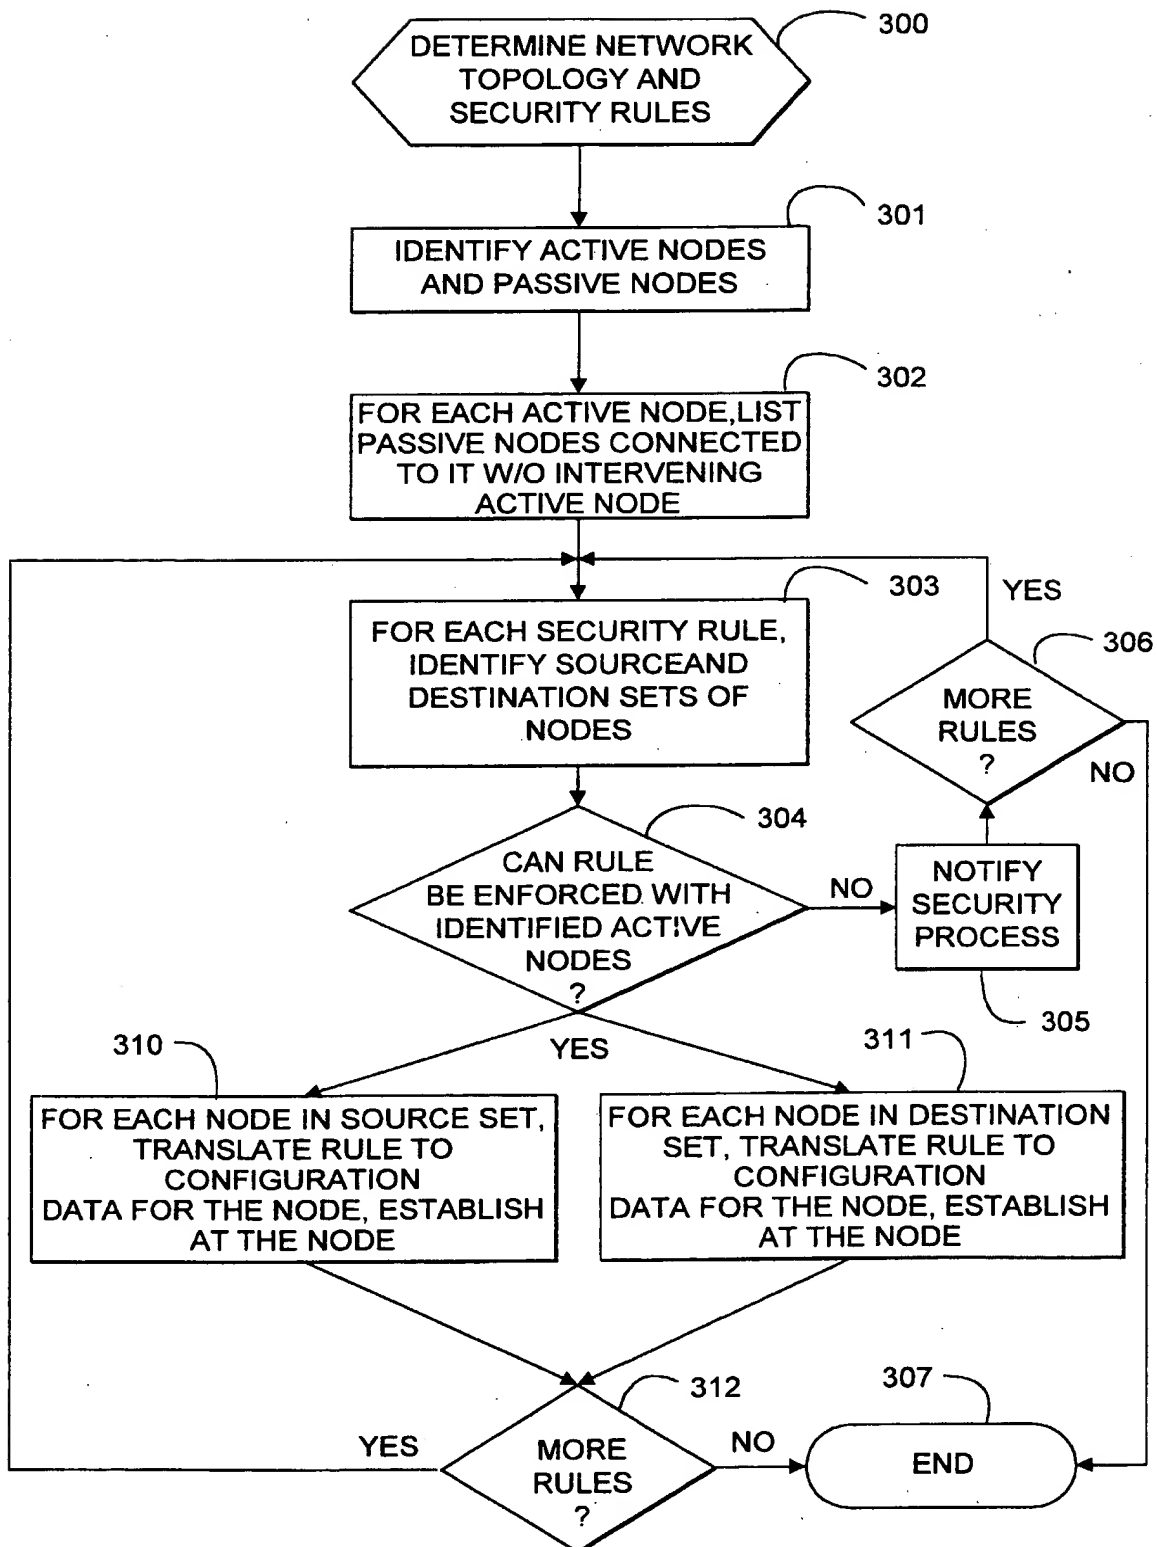 300
DETERMINE NETWORK
TOPOLOGY AND
SECURITY RULES
301
IDENTIFY ACTIVE NODES
AND PASSIVE NODES
302
FOR EACH ACTIVE NODE,LIST
PASSIVE NODES CONNECTED
TO IT W/O INTERVENING
ACTIVE NODE
303
FOR EACH SECURITY RULE,
IDENTIFY SOURCEAND
DESTINATION SETS OF
NODES
YES
306
MORE
RULES
?
NO
304
CAN RULE
BE ENFORCED WITH
IDENTIFIED ACTIVE
NODES
?
NO
NOTIFY
SECURITY
PROCESS
305
YES
310
FOR EACH NODE IN SOURCE SET,
TRANSLATE RULE TO
CONFIGURATION
DATA FOR THE NODE, ESTABLISH
AT THE NODE
311
FOR EACH NODE IN DESTINATION
SET, TRANSLATE RULE TO
CONFIGURATION
DATA FOR THE NODE, ESTABLISH
AT THE NODE
312
MORE
RULES
?
YES
NO
307
END